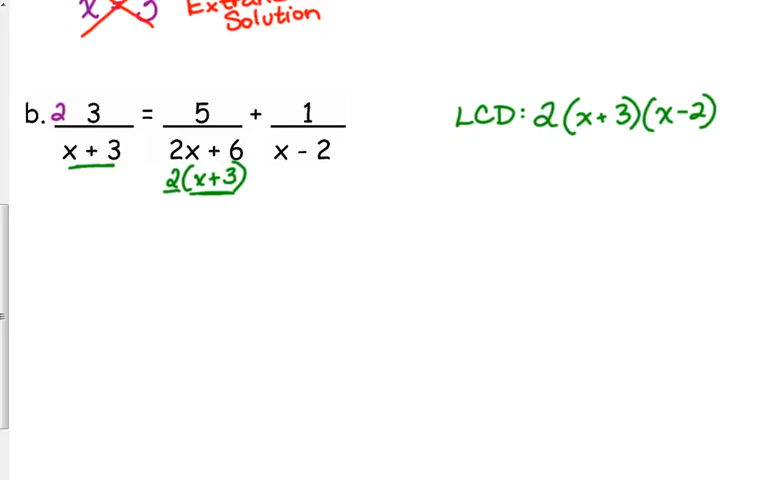 Solution
b. 2 3 = 5 + 1 LCD: 2(x+3)(x-2)
x + 3 2x + 6 x - 2
2(x+3)